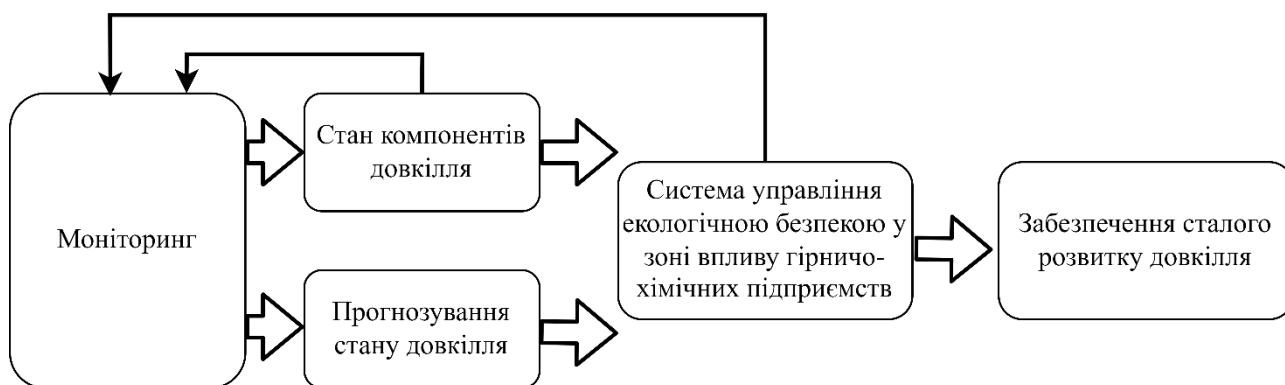 Моніторинг
Стан компонентів
довкілля
Прогнозування
стану довкілля
Система управління
екологічною безпекою у
зоні впливу гірничо-
хімічних підприємств
Забезпечення сталого
розвитку довкілля